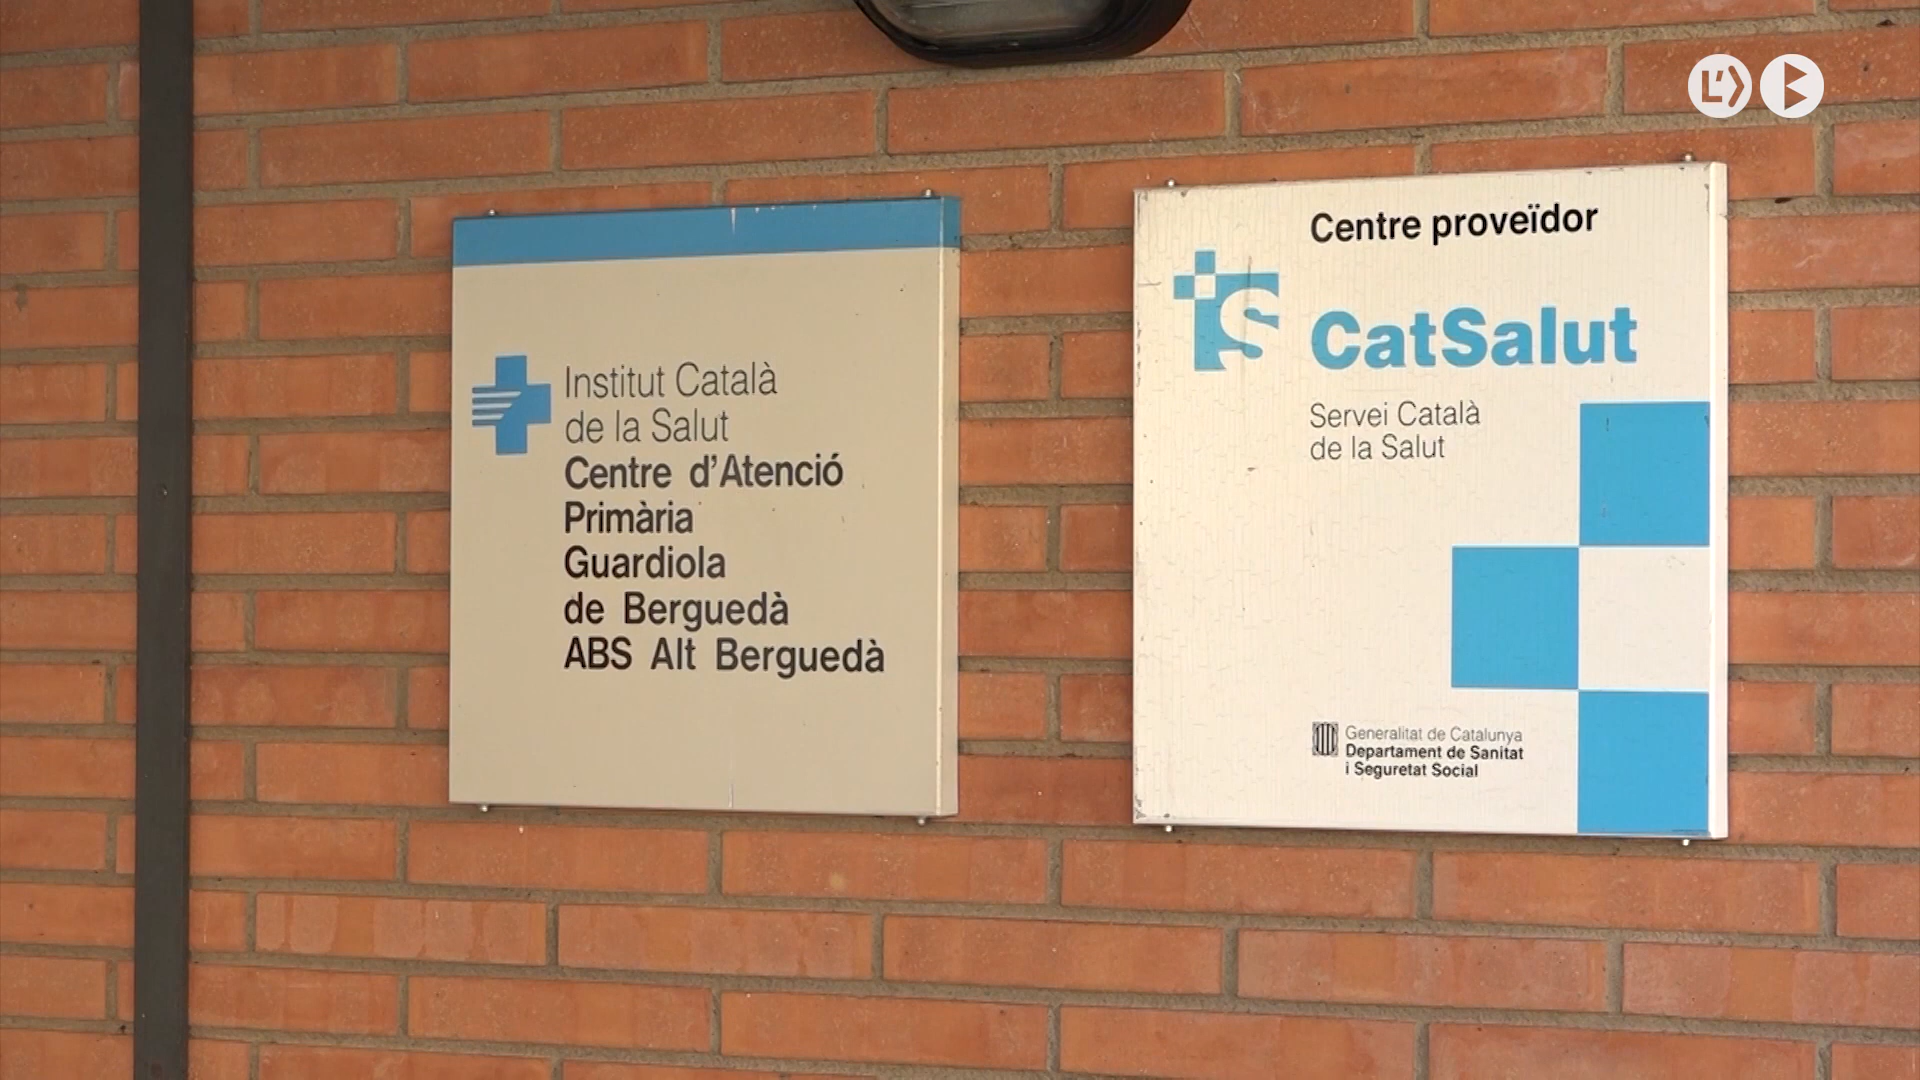 Institut Català
de la Salut
Centre d'Atenció
Primària
Guardiola
de Berguedà
ABS Alt Berguedà
Centre proveïdor
CatSalut
Servei Català
de la Salut
Generalitat de Catalunya
Departament de Sanitat
i Seguretat Social